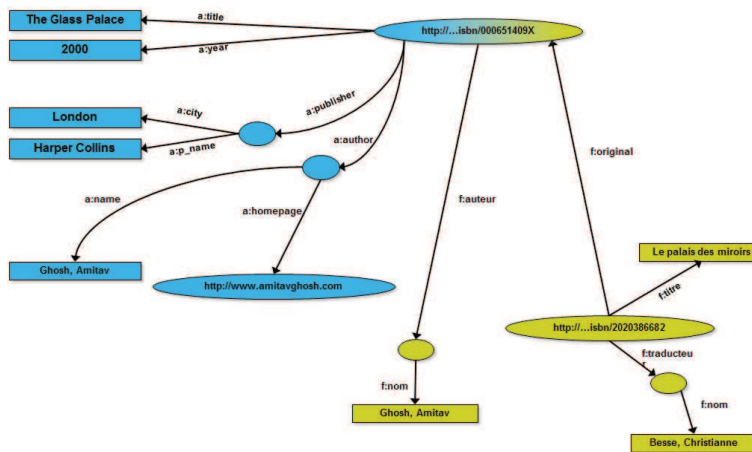 The Glass Palace
a:title
http://...isbn/000651409X
2000
a:year
London
a:city
a:publisher
Harper Collins
a:p_name
a:author
f:original
a:name
a:homepage
f:auteur
Ghosh, Amitav
http://www.amitavghosh.com
Le palais des miroirs
f:titre
http://...isbn/2020386682
f:traducteu
r
f:nom
f:nom
Ghosh, Amitav
Besse, Christianne